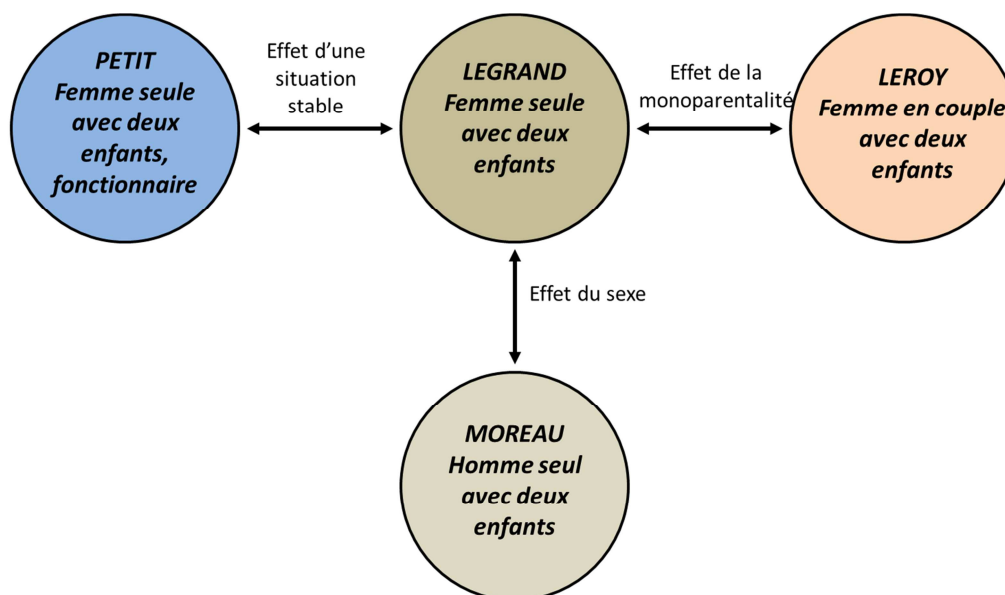 PETIT
Femme seule
avec deux
enfants,
fonctionnaire
Effet d’une
situation
stable
LEGRAND
Femme seule
avec deux
enfants
Effet de la
monoparentalité
LEROY
Femme en couple
avec deux
enfants
Effet du sexe
MOREAU
Homme seul
avec deux
enfants